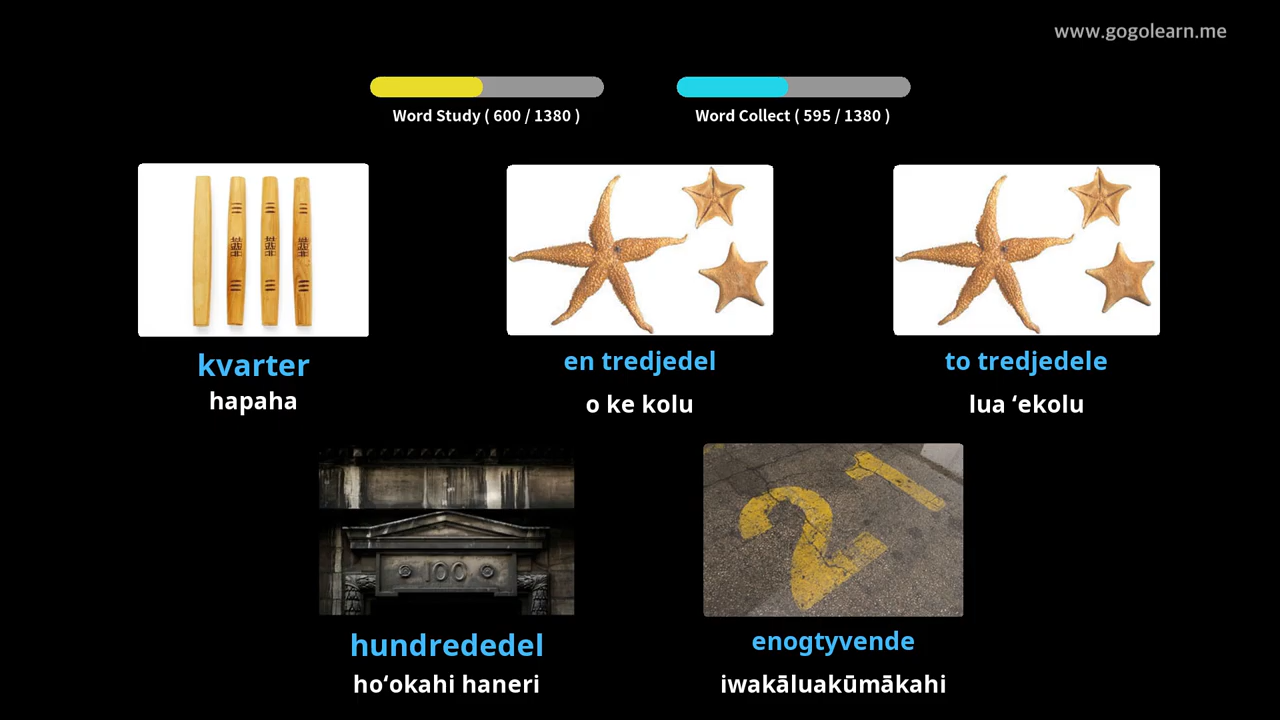 www.gogolearn.me
Word Study ( 600 / 1380 )
Word Collect ( 595 / 1380 )
kvarter
hapaha
en tredjedel
o ke kolu
to tredjedele
lua ʻekolu
100
21
hundrededel
hoʻokahi haneri
enogtyvende
iwakāluakūmākahi